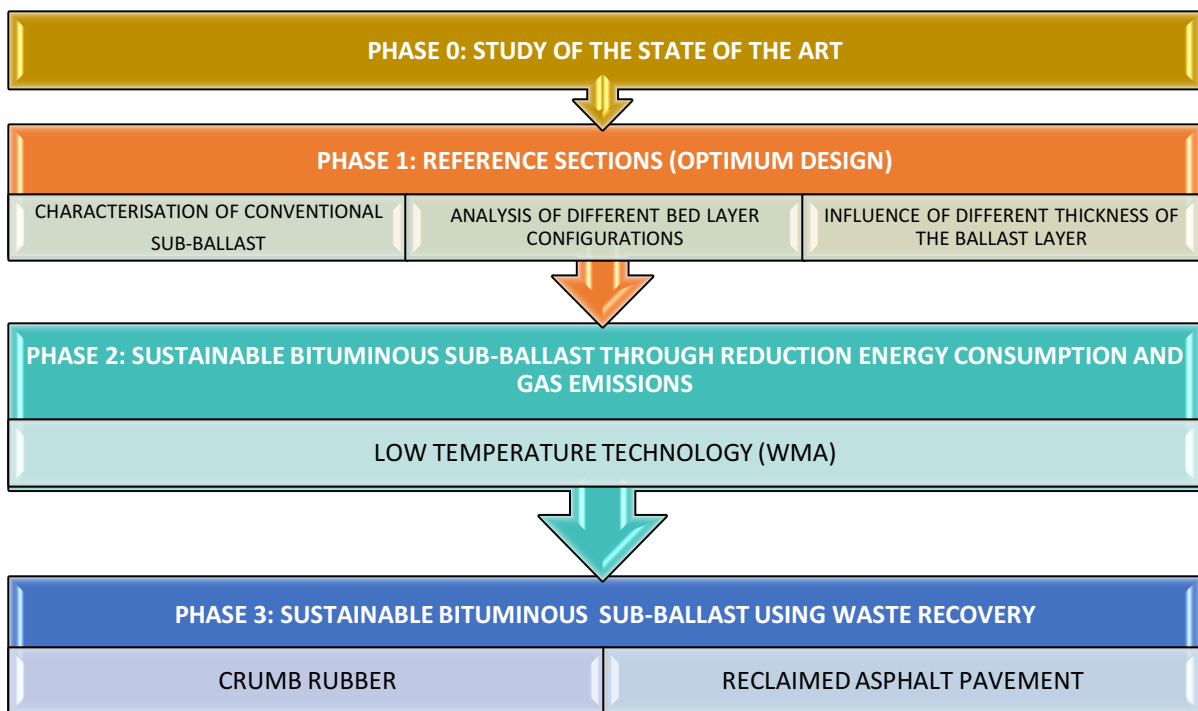 PHASE 0: STUDY OF THE STATE OF THE ART
PHASE 1: REFERENCE SECTIONS (OPTIMUM DESIGN)
CHARACTERISATION OF CONVENTIONAL
SUB-BALLAST
ANALYSIS OF DIFFERENT BED LAYER
CONFIGURATIONS
INFLUENCE OF DIFFERENT THICKNESS OF
THE BALLAST LAYER
PHASE 2: SUSTAINABLE BITUMINOUS SUB-BALLAST THROUGH REDUCTION ENERGY CONSUMPTION AND
GAS EMISSIONS
LOW TEMPERATURE TECHNOLOGY (WMA)
PHASE 3: SUSTAINABLE BITUMINOUS SUB-BALLAST USING WASTE RECOVERY
CRUMB RUBBER
RECLAIMED ASPHALT PAVEMENT